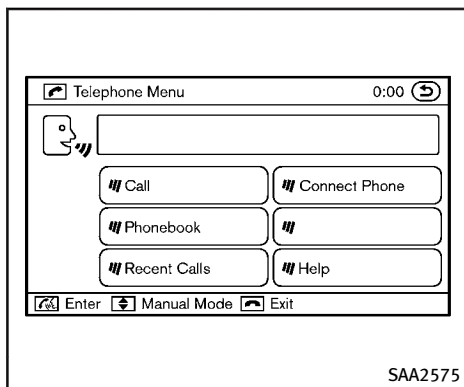 Telephone Menu 0:00
Call
Connect Phone
Phonebook
Recent Calls
Help
Enter Manual Mode Exit
SAA2575